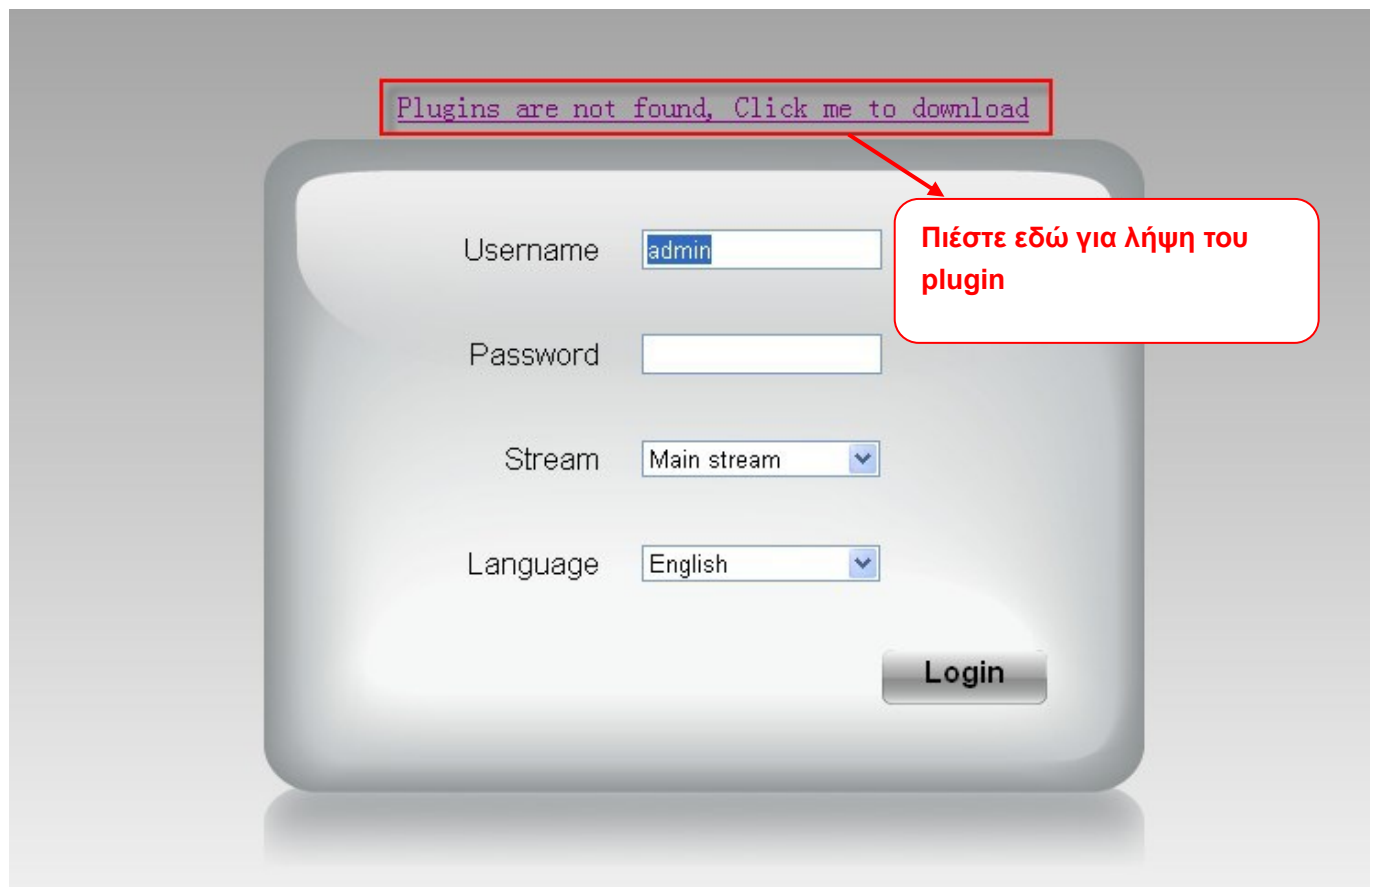 Plugins are not found, Click me to download
Πιέστε εδώ για λήψη του
plugin
Username
admin
Password
Stream
Main stream
Language
English
Login